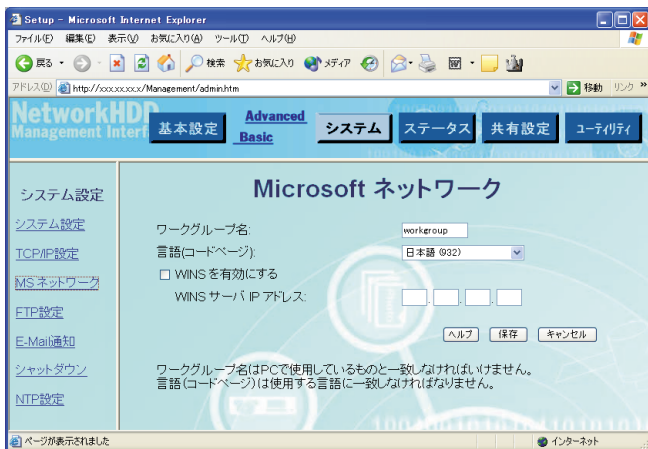 Setup - Microsoft Internet Explorer
ファイル(F) 編集(E) 表示(V) お気に入り(A) ツール(T) ヘルプ(H)
戻る 検索 お気に入り メディア
アドレス(D) http://xxx.xxx.x.x/Management/admin.htm 移動 リンク »
NetworkHDD
Management Interf
基本設定 Advanced システム ステータス 共有設定 ユーティリティ
Basic
システム設定
Microsoft ネットワーク
システム設定
TCP/IP設定
MS ネットワーク
FTP設定
E-Mail通知
シャットダウン
NTP設定
ワークグループ名: workgroup
言語(コードページ): 日本語 (932)
WINS を有効にする
WINS サーバ IP アドレス:
ヘルプ 保存 キャンセル
ワークグループ名はPCで使用しているものと一致しなければいけません。
言語(コードページ)は使用する言語に一致しなければなりません。
ページが表示されました インターネット